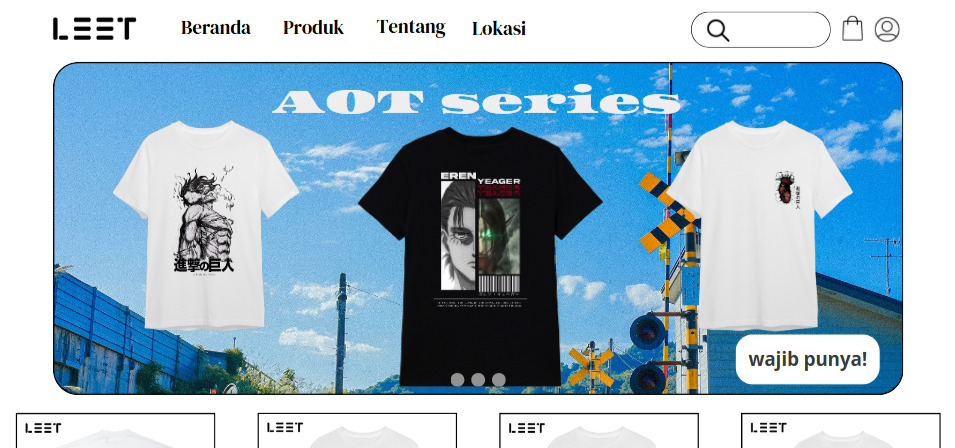 LEET
Beranda
Produk
Tentang
Lokasi
AOT series
進撃の巨人
EREN
YEAGER
wajib punya!
LEET
LEET
LEET
LEET